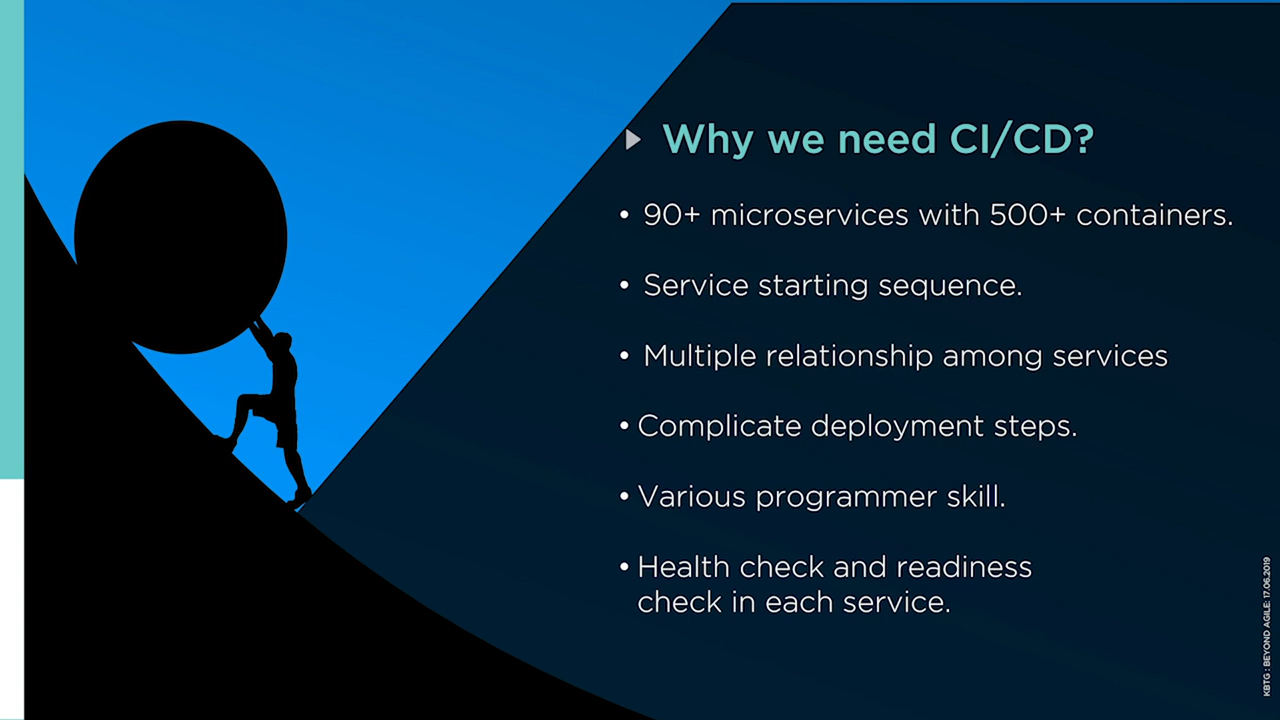 Why we need CI/CD?
• 90+ microservices with 500+ containers.
• Service starting sequence.
• Multiple relationship among services
• Complicate deployment steps.
• Various programmer skill.
• Health check and readiness
check in each service.
KBTG : BEYOND AGILE: 17.06.2019